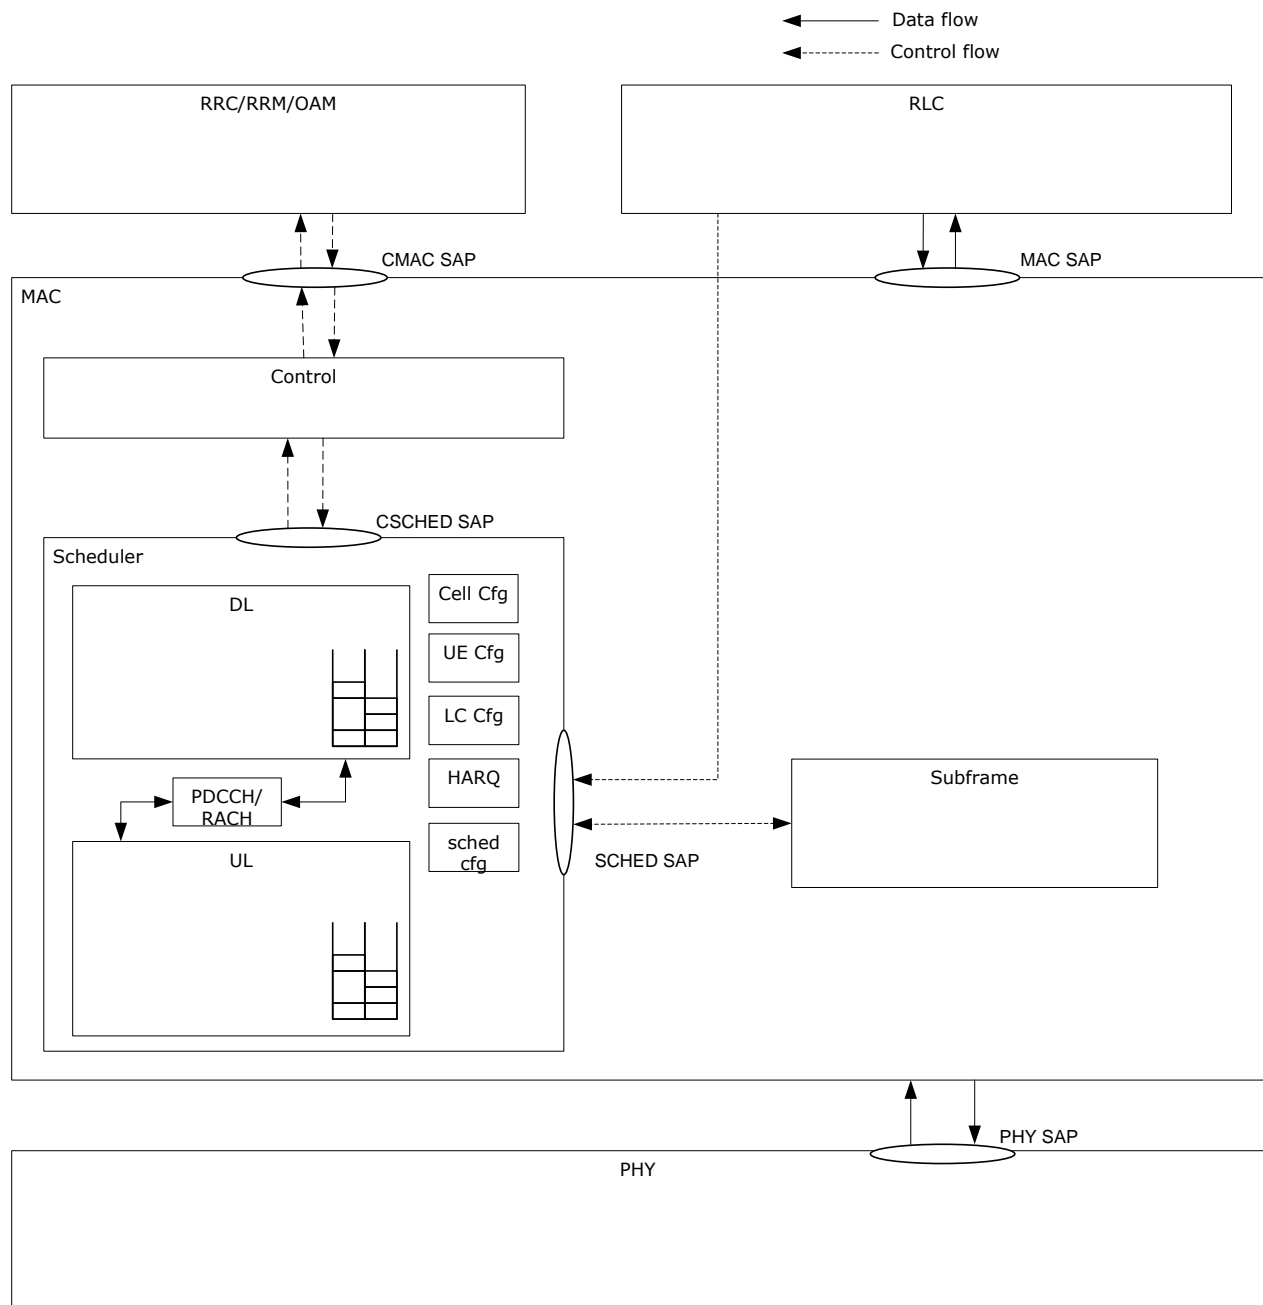 Data flow
Control flow
RRC/RRM/OAM
RLC
CMAC SAP
MAC SAP
MAC
Control
CSCHED SAP
Scheduler
DL
Cell Cfg
UE Cfg
LC Cfg
HARQ
PDCCH/
RACH
sched
cfg
UL
SCHED SAP
Subframe
PHY SAP
PHY